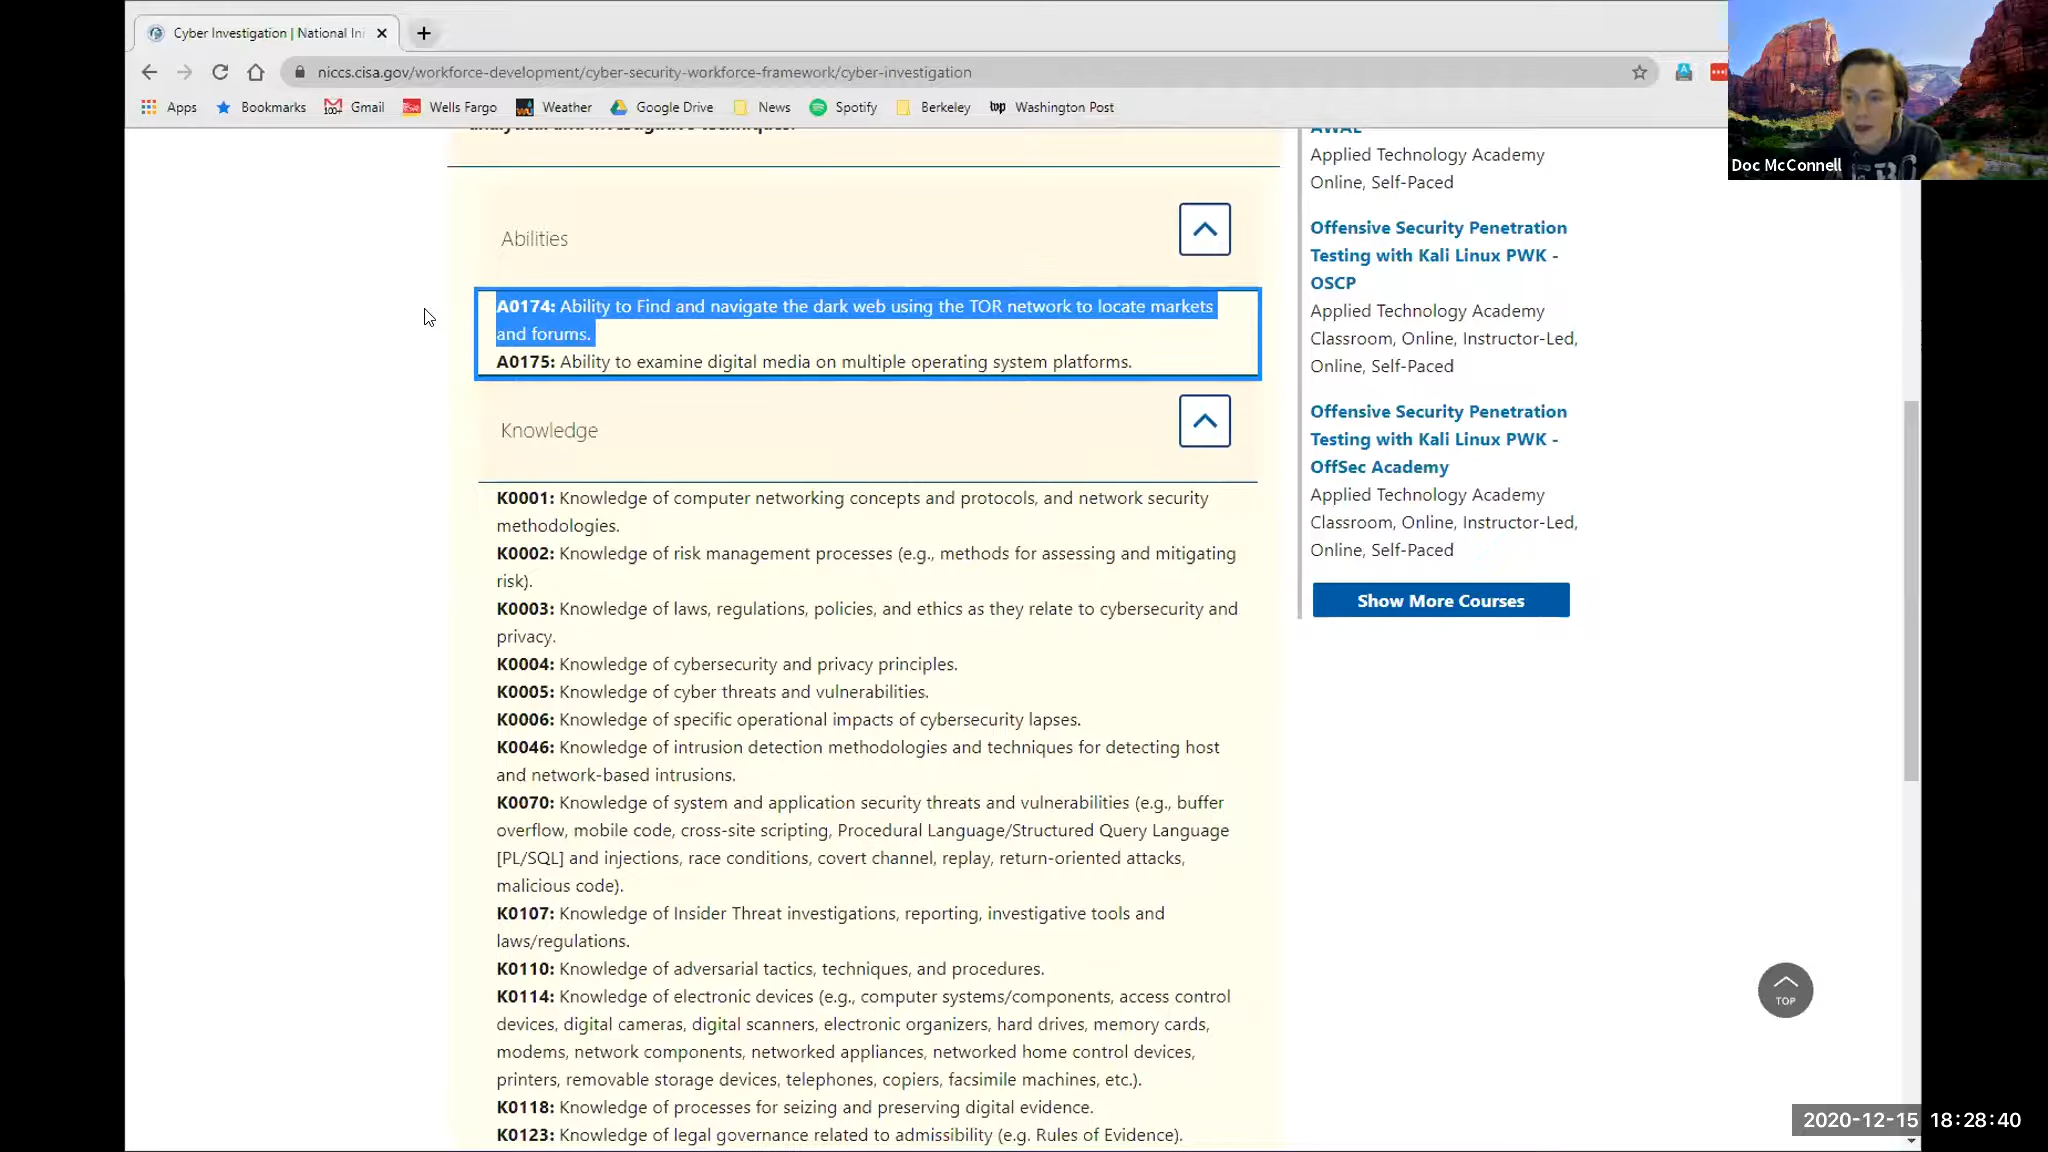 Cyber Investigation | National Ini
niccs.cisa.gov/workforce-development/cyber-security-workforce-framework/cyber-investigation
Apps
Bookmarks
Gmail
Wells Fargo
Weather
Google Drive
News
Spotify
Berkeley
wp
Washington Post
Doc McConnell
analytical and investigative techniques.
Abilities
A0174: Ability to Find and navigate the dark web using the TOR network to locate markets
and forums.
A0175: Ability to examine digital media on multiple operating system platforms.
Knowledge
K0001: Knowledge of computer networking concepts and protocols, and network security
methodologies.
K0002: Knowledge of risk management processes (e.g., methods for assessing and mitigating
risk).
K0003: Knowledge of laws, regulations, policies, and ethics as they relate to cybersecurity and
privacy.
K0004: Knowledge of cybersecurity and privacy principles.
K0005: Knowledge of cyber threats and vulnerabilities.
K0006: Knowledge of specific operational impacts of cybersecurity lapses.
K0046: Knowledge of intrusion detection methodologies and techniques for detecting host
and network-based intrusions.
K0070: Knowledge of system and application security threats and vulnerabilities (e.g., buffer
overflow, mobile code, cross-site scripting, Procedural Language/Structured Query Language
[PL/SQL] and injections, race conditions, covert channel, replay, return-oriented attacks,
malicious code).
K0107: Knowledge of Insider Threat investigations, reporting, investigative tools and
laws/regulations.
K0110: Knowledge of adversarial tactics, techniques, and procedures.
K0114: Knowledge of electronic devices (e.g., computer systems/components, access control
devices, digital cameras, digital scanners, electronic organizers, hard drives, memory cards,
modems, network components, networked appliances, networked home control devices,
printers, removable storage devices, telephones, copiers, facsimile machines, etc.).
K0118: Knowledge of processes for seizing and preserving digital evidence.
K0123: Knowledge of legal governance related to admissibility (e.g. Rules of Evidence).
AWAL
Applied Technology Academy
Online, Self-Paced
Offensive Security Penetration
Testing with Kali Linux PWK -
OSCP
Applied Technology Academy
Classroom, Online, Instructor-Led,
Online, Self-Paced
Offensive Security Penetration
Testing with Kali Linux PWK -
OffSec Academy
Applied Technology Academy
Classroom, Online, Instructor-Led,
Online, Self-Paced
Show More Courses
TOP
2020-12-15 18:28:40